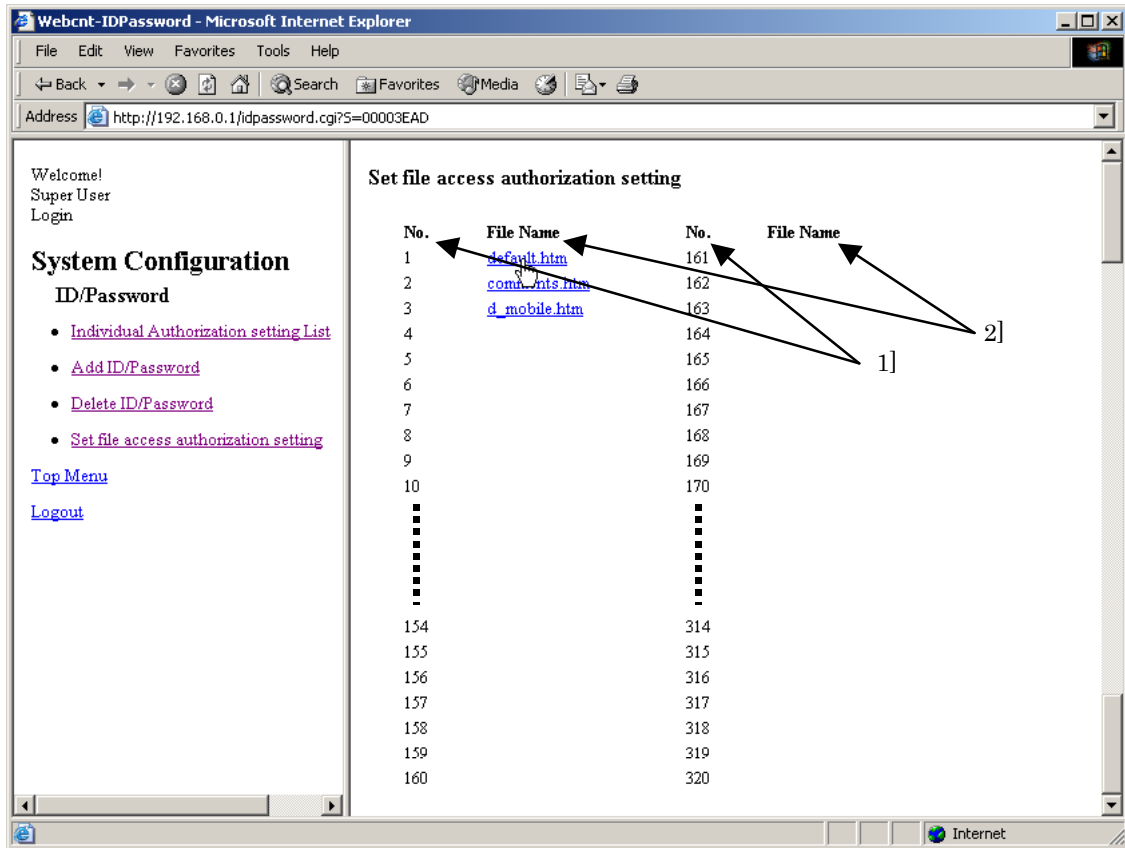 Webcnt-IDPassword - Microsoft Internet Explorer
File Edit View Favorites Tools Help
Back Search Favorites Media
Address http://192.168.0.1/idpassword.cgi?S=00003EAD
Welcome!
Super User
Login
System Configuration
ID/Password
Individual Authorization setting List
Add ID/Password
Delete ID/Password
Set file access authorization setting
Top Menu
Logout
Set file access authorization setting
No. File Name No. File Name
1 default.htm 161
2 comments.htm 162
3 d_mobile.htm 163
4 164
5 165
6 166
7 167
8 168
9 169
10 170
154 314
155 315
156 316
157 317
158 318
159 319
160 320
2]
1]
Internet